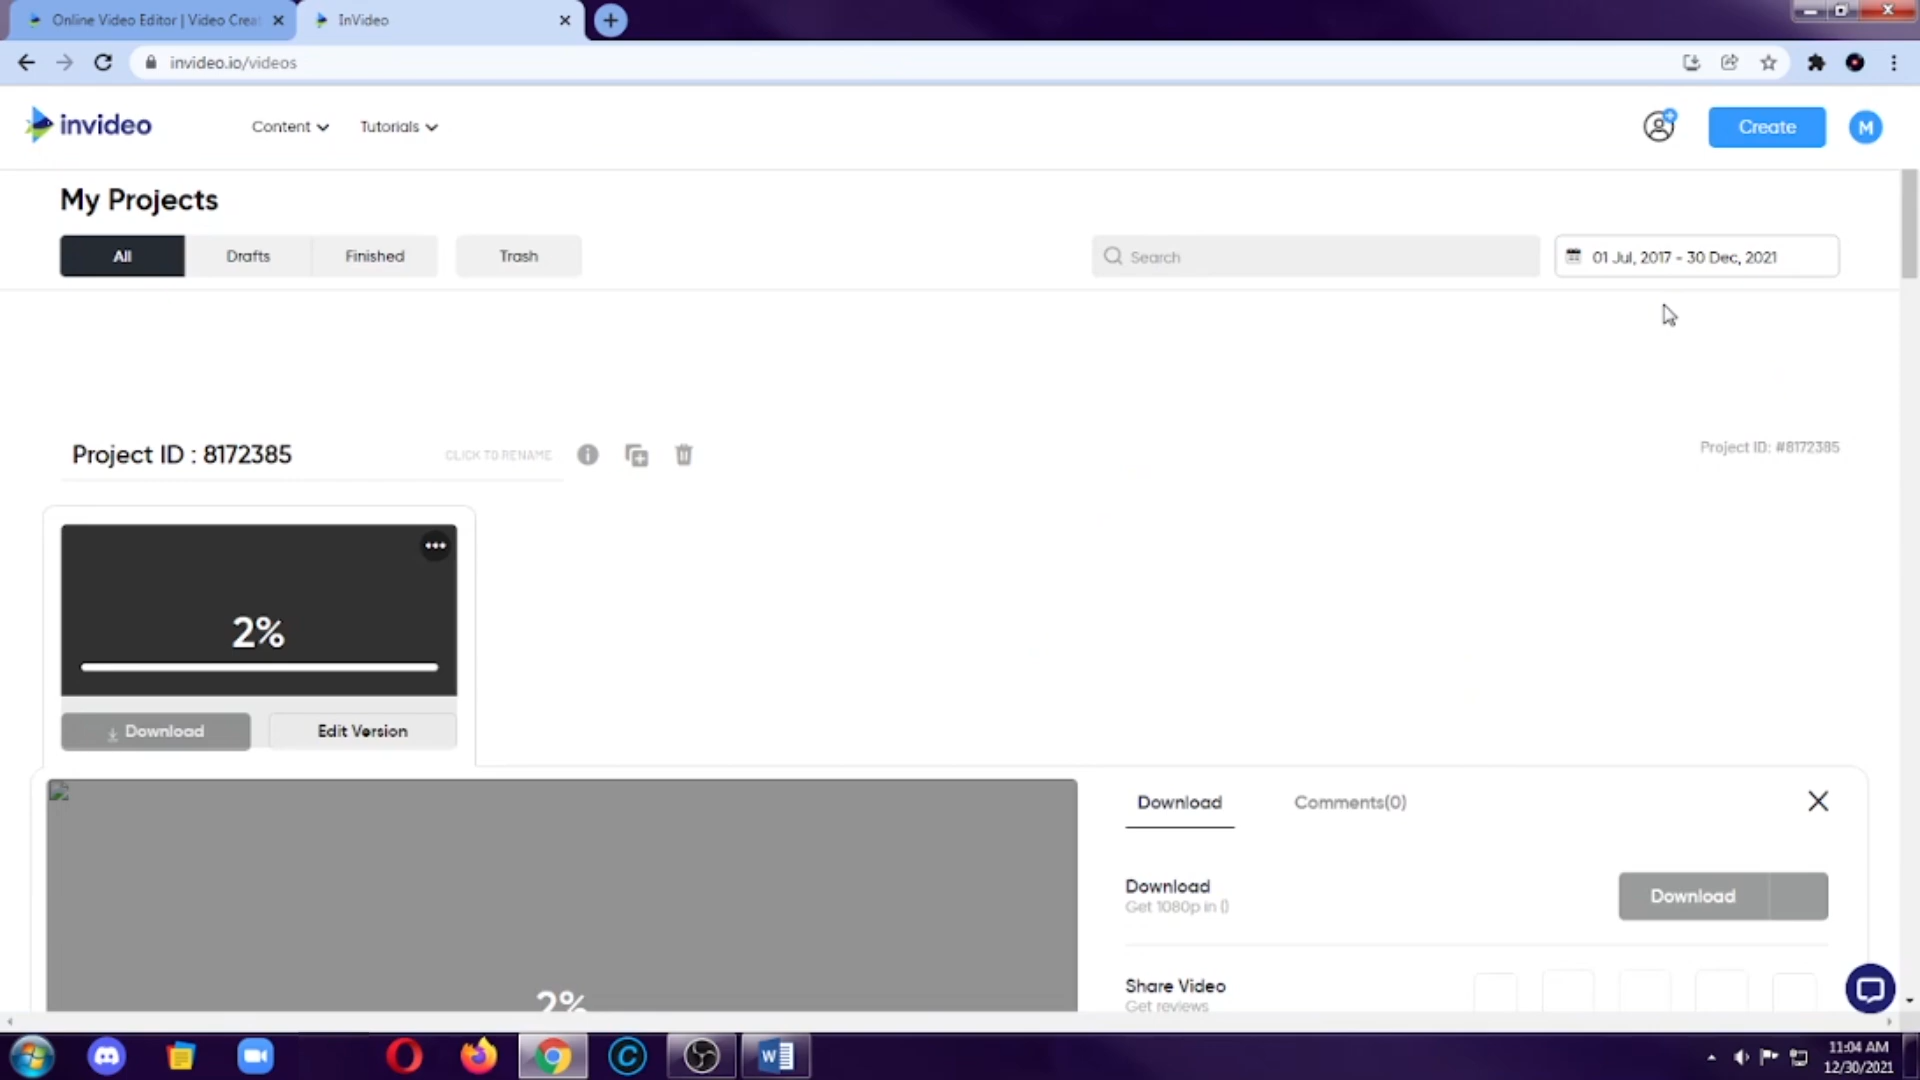 Online Video Editor | Video Crea
InVideo
invideo.io/videos
invideo
Content
Tutorials
Create
M
My Projects
All
Drafts
Finished
Trash
Search
01 Jul, 2017 - 30 Dec, 2021
Project ID : 8172385
CLICK TO RENAME
Project ID: #8172385
2%
Download
Edit Version
Download
Comments(0)
Download
Get 1080p in ()
Download
2%
Share Video
Get reviews
11:04 AM
12/30/2021